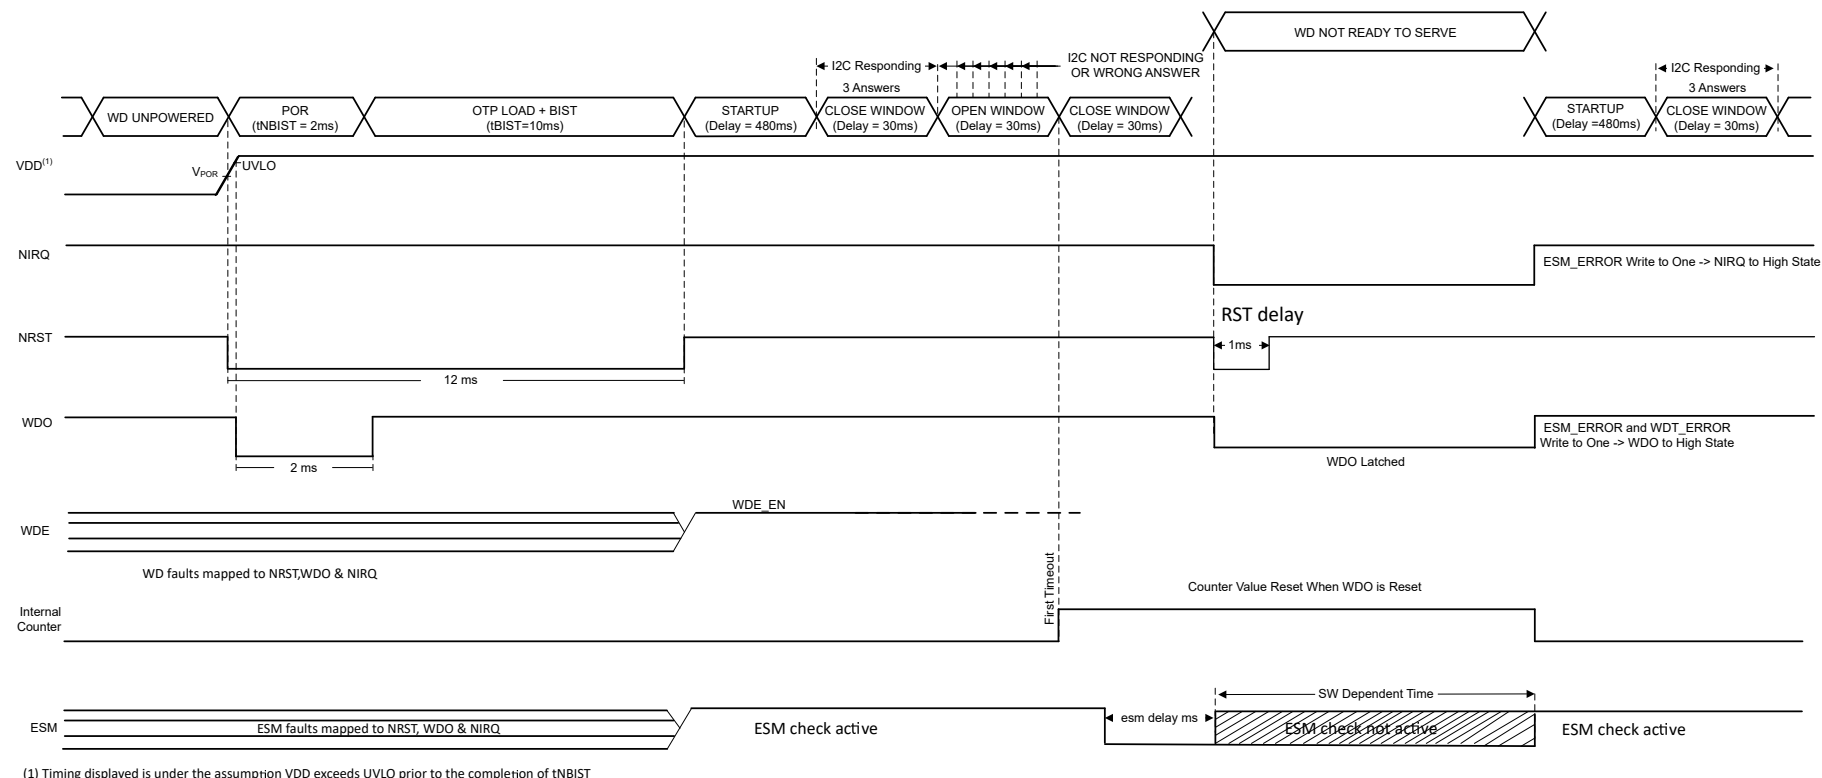 WD NOT READY TO SERVE
I2C Responding
I2C NOT RESPONDING
OR WRONG ANSWER
I2C Responding
3 Answers
3 Answers
WD UNPOWERED
POR
(tNBIST = 2ms)
OTP LOAD + BIST
(tBIST=10ms)
STARTUP
(Delay = 480ms)
CLOSE WINDOW
(Delay = 30ms)
OPEN WINDOW
(Delay = 30ms)
CLOSE WINDOW
(Delay = 30ms)
STARTUP
(Delay =480ms)
CLOSE WINDOW
(Delay = 30ms)
VDD(1)
VPOR
UVLO
NIRQ
ESM_ERROR Write to One -> NIRQ to High State
RST delay
NRST
1ms
12 ms
WDO
ESM_ERROR and WDT_ERROR
Write to One -> WDO to High State
2 ms
WDO Latched
WDE_EN
WDE
WD faults mapped to NRST,WDO & NIRQ
First Timeout
Counter Value Reset When WDO is Reset
Internal
Counter
SW Dependent Time
ESM
ESM faults mapped to NRST, WDO & NIRQ
ESM check active
esm delay ms
ESM check not active
ESM check active
(1) Timing displayed is under the assumption VDD exceeds UVLO prior to the completion of tNBIST